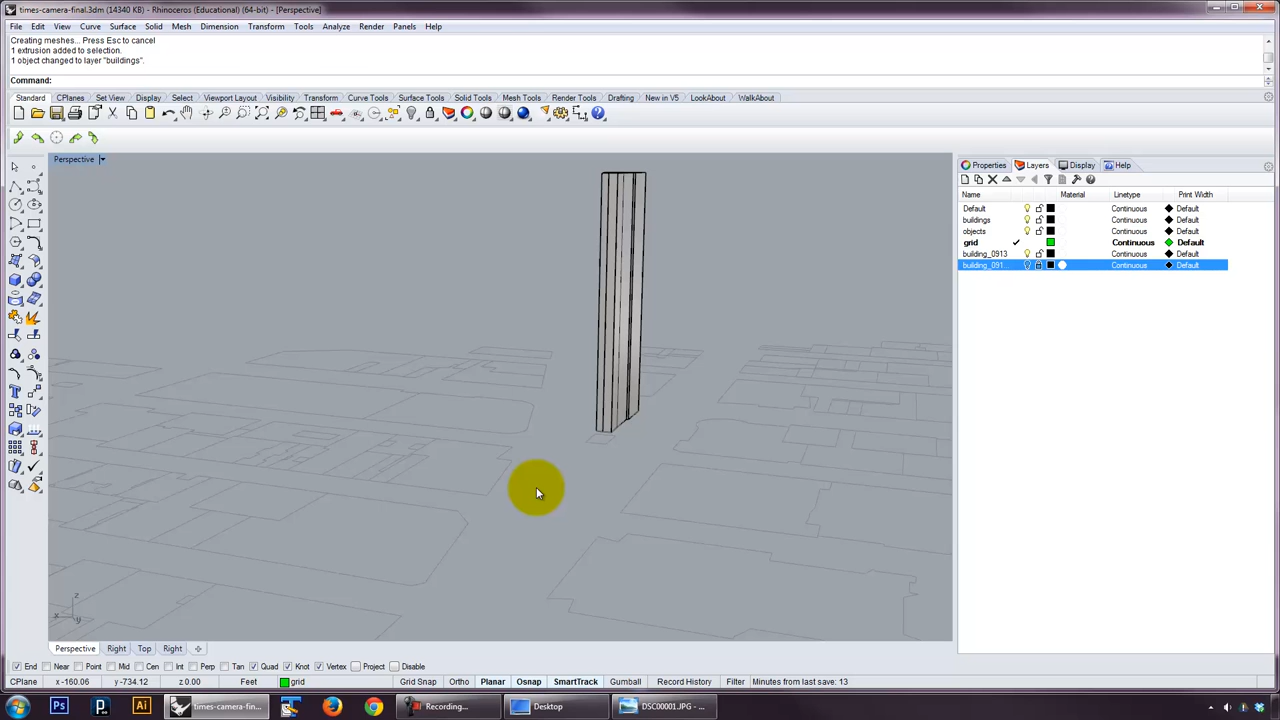 times-camera-final.3dm (14340 KB) - Rhinoceros (Educational) (64-bit) - [Perspective]
File Edit View Curve Surface Solid Mesh Dimension Transform Tools Analyze Render Panels Help
Creating meshes... Press Esc to cancel
1 extrusion added to selection.
1 object changed to layer "buildings".
Command:
Standard CPlanes Set View Display Select Viewport Layout Visibility Transform Curve Tools Surface Tools Solid Tools Mesh Tools Render Tools Drafting New in V5 LookAbout WalkAbout
Perspective
Properties Layers Display Help
Name Material Linetype Print Width
Default Continuous Default
buildings Continuous Default
objects Continuous Default
grid Continuous Default
building_0913 Continuous Default
building_091... Continuous Default
z
x
y
Perspective Right Top Right
End Near Point Mid Cen Int Perp Tan Quad Knot Vertex Project Disable
CPlane x -160.06 y -734.12 z 0.00 Feet grid Grid Snap Ortho Planar Osnap SmartTrack Gumball Record History Filter Minutes from last save: 13
Ps p Ai times-camera-fin... Recording... Desktop DSC00001.JPG - ...